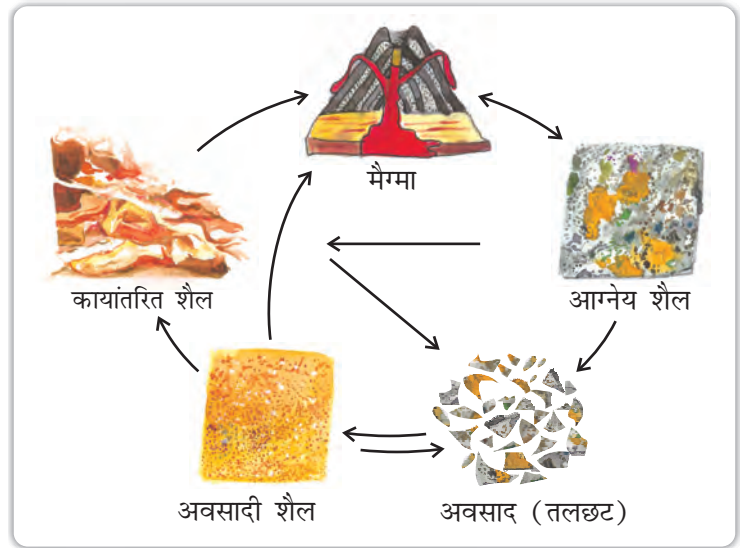 मैग्मा
कायांतरित शैल
आग्नेय शैल
अवसादी शैल
अवसाद (तलछट)